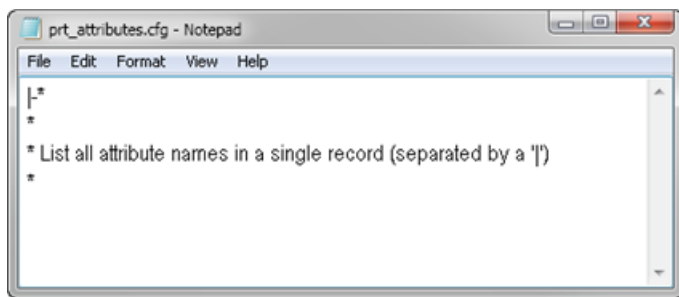 prt_attributes.cfg - Notepad
File Edit Format View Help
-*
*
* List all attribute names in a single record (separated by a '|')
*